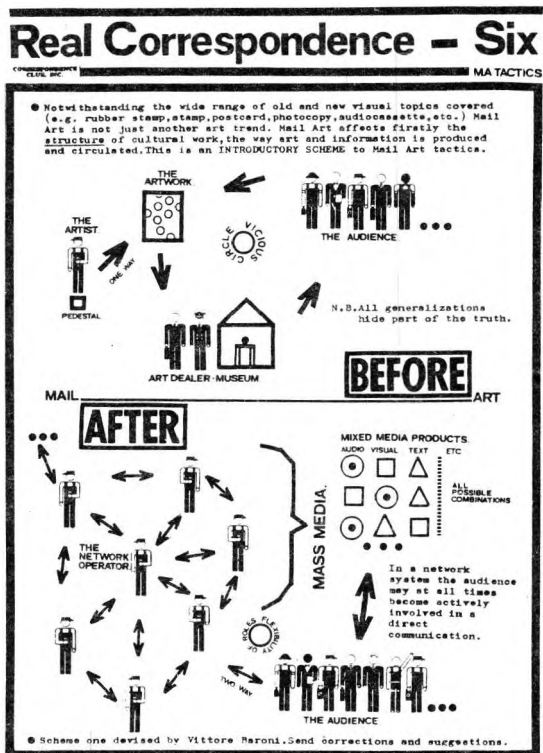 Real Correspondence – Six
CORRESPONDENCE
CLUB, INC.
MA TACTICS
● Notwithstanding the wide range of old and new visual topics covered
(e.g. rubber stamp,stamp,postcard,photocopy,audiocassette,etc.) Mail
Art is not just another art trend. Mail Art affects firstly the
structure of cultural work,the way art and information is produced
and circulated.This is an INTRODUCTORY SCHEME to Mail Art tactics.
THE
ARTWORK
THE
ARTIST
PEDESTAL
ONE WAY
VICIOUS CIRCLE
THE AUDIENCE
N.B.All generalizations
hide part of the truth.
ART DEALER-MUSEUM
BEFORE
MAIL
ART
AFTER
THE
NETWORK
OPERATOR
MASS MEDIA.
MIXED MEDIA PRODUCTS.
AUDIO VISUAL TEXT ETC
ALL
POSSIBLE
COMBINATIONS
In a network
system the audience
may at all times
become actively
involved in a
direct
communication.
FLEXIBILITY OF ROLES
TWO WAY
THE AUDIENCE
● Scheme one devised by Vittore Baroni.Send corrections and suggestions.